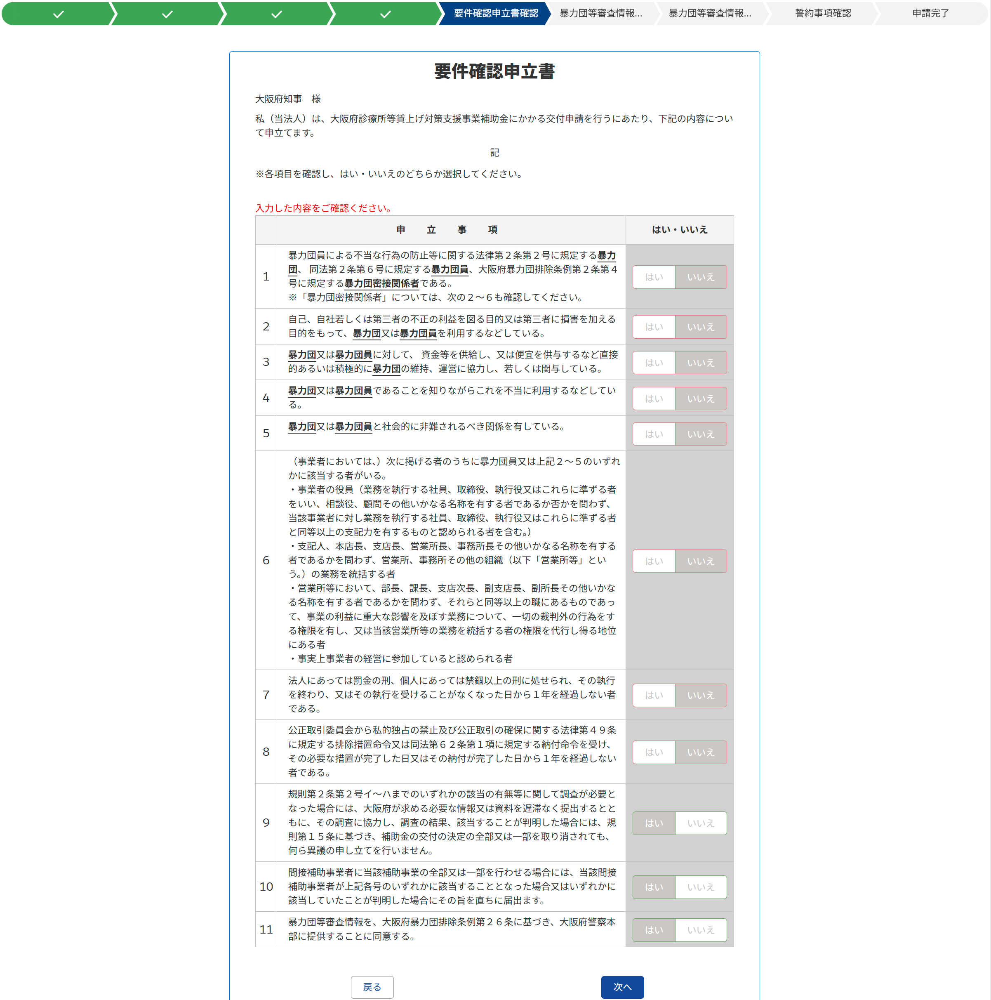 要件確認申立書確認
暴力団等審査情報...
暴力団等審査情報...
誓約事項確認
申請完了
要件確認申立書
大阪府知事　様
私（当法人）は、大阪府診療所等賃上げ対策支援事業補助金にかかる交付申請を行うにあたり、下記の内容につい
て申立てます。
記
※各項目を確認し、はい・いいえのどちらか選択してください。
入力した内容をご確認ください。
申　立　事　項
はい・いいえ
1
暴力団員による不当な行為の防止等に関する法律第２条第２号に規定する暴力
団、 同法第２条第６号に規定する暴力団員、大阪府暴力団排除条例第２条第４
号に規定する暴力団密接関係者である。
※「暴力団密接関係者」については、次の２～６も確認してください。
はい
いいえ
2
自己、自社若しくは第三者の不正の利益を図る目的又は第三者に損害を加える
目的をもって、暴力団又は暴力団員を利用するなどしている。
はい
いいえ
3
暴力団又は暴力団員に対して、 資金等を供給し、又は便宜を供与するなど直接
的あるいは積極的に暴力団の維持、運営に協力し、若しくは関与している。
はい
いいえ
4
暴力団又は暴力団員であることを知りながらこれを不当に利用するなどしてい
る。
はい
いいえ
5
暴力団又は暴力団員と社会的に非難されるべき関係を有している。
はい
いいえ
6
（事業者においては、）次に掲げる者のうちに暴力団員又は上記２～５のいずれ
かに該当する者がいる。
・事業者の役員（業務を執行する社員、取締役、執行役又はこれらに準ずる者
をいい、相談役、顧問その他いかなる名称を有する者であるか否かを問わず、
当該事業者に対し業務を執行する社員、取締役、執行役又はこれらに準ずる者
と同等以上の支配力を有するものと認められる者を含む。）
・支配人、本店長、支店長、営業所長、事務所長その他いかなる名称を有する
者であるかを問わず、営業所、事務所その他の組織（以下「営業所等」とい
う。）の業務を統括する者
・営業所等において、部長、課長、支店次長、副支店長、副所長その他いかな
る名称を有する者であるかを問わず、それらと同等以上の職にあるものであっ
て、事業の利益に重大な影響を及ぼす業務について、一切の裁判外の行為をす
る権限を有し、又は当該営業所等の業務を統括する者の権限を代行し得る地位
にある者
・事実上事業者の経営に参加していると認められる者
はい
いいえ
7
法人にあっては罰金の刑、個人にあっては禁錮以上の刑に処せられ、その執行
を終わり、又はその執行を受けることがなくなった日から１年を経過しない者
である。
はい
いいえ
8
公正取引委員会から私的独占の禁止及び公正取引の確保に関する法律第４９条
に規定する排除措置命令又は同法第６２条第１項に規定する納付命令を受け、
その必要な措置が完了した日又はその納付が完了した日から１年を経過しない
者である。
はい
いいえ
9
規則第２条第２号イ～ハまでのいずれかの該当の有無等に関して調査が必要と
なった場合には、大阪府が求める必要な情報又は資料を遅滞なく提出するとと
もに、その調査に協力し、調査の結果、該当することが判明した場合には、規
則第１５条に基づき、補助金の交付の決定の全部又は一部を取り消されても、
何ら異議の申し立てを行いません。
はい
いいえ
10
間接補助事業者に当該補助事業の全部又は一部を行わせる場合には、当該間接
補助事業者が上記各号のいずれかに該当することとなった場合又はいずれかに
該当していたことが判明した場合にその旨を直ちに届出ます。
はい
いいえ
11
暴力団等審査情報を、大阪府暴力団排除条例第２６条に基づき、大阪府警察本
部に提供することに同意する。
はい
いいえ
戻る
次へ